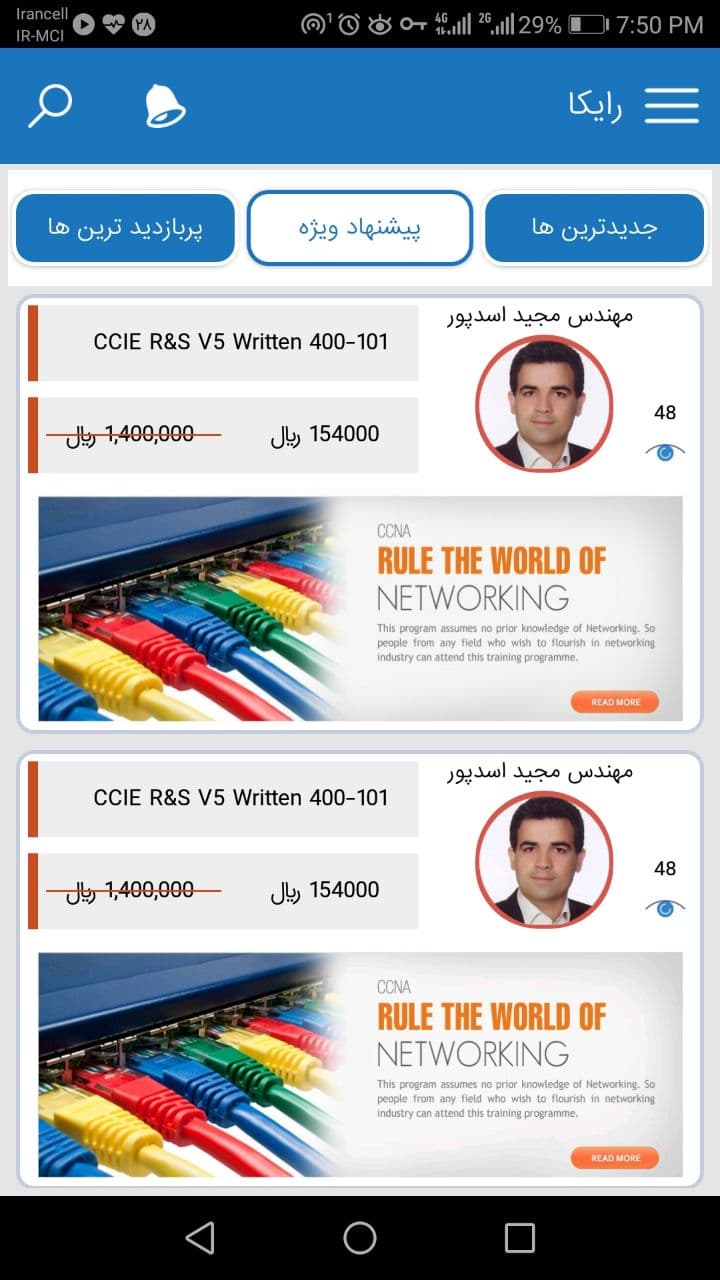 Irancell
IR-MCI
۲۸
1
4G
2G
29%
7:50 PM
رایکا
جدیدترین ها
پیشنهاد ویژه
پربازدید ترین ها
مهندس مجید اسدپور
CCIE R&S V5 Written 400-101
48
154000 ریال
1,400,000 ریال
CCNA
RULE THE WORLD OF
NETWORKING
This program assumes no prior knowledge of Networking. So
people from any field who wish to flourish in networking
industry can attend this training programme.
READ MORE
مهندس مجید اسدپور
CCIE R&S V5 Written 400-101
48
154000 ریال
1,400,000 ریال
CCNA
RULE THE WORLD OF
NETWORKING
This program assumes no prior knowledge of Networking. So
people from any field who wish to flourish in networking
industry can attend this training programme.
READ MORE